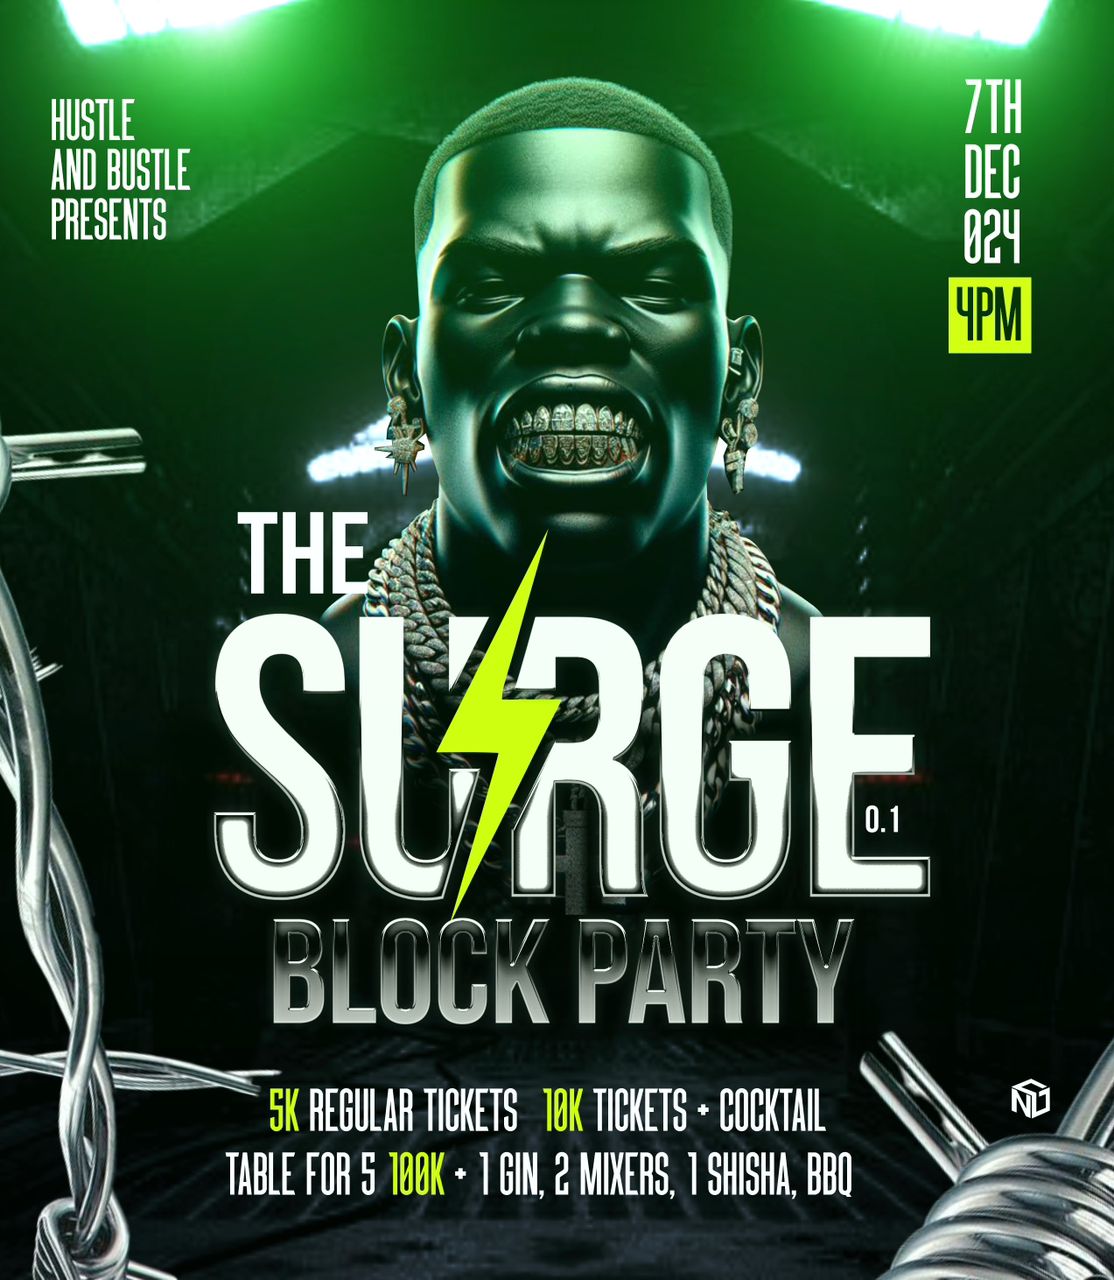 HUSTLE
AND BUSTLE
PRESENTS
7TH
DEC
024
4PM
THE
SURGE
0.1
BLOCK PARTY
5K REGULAR TICKETS 10K TICKETS + COCKTAIL
TABLE FOR 5 100K + 1 GIN, 2 MIXERS, 1 SHISHA, BBQ